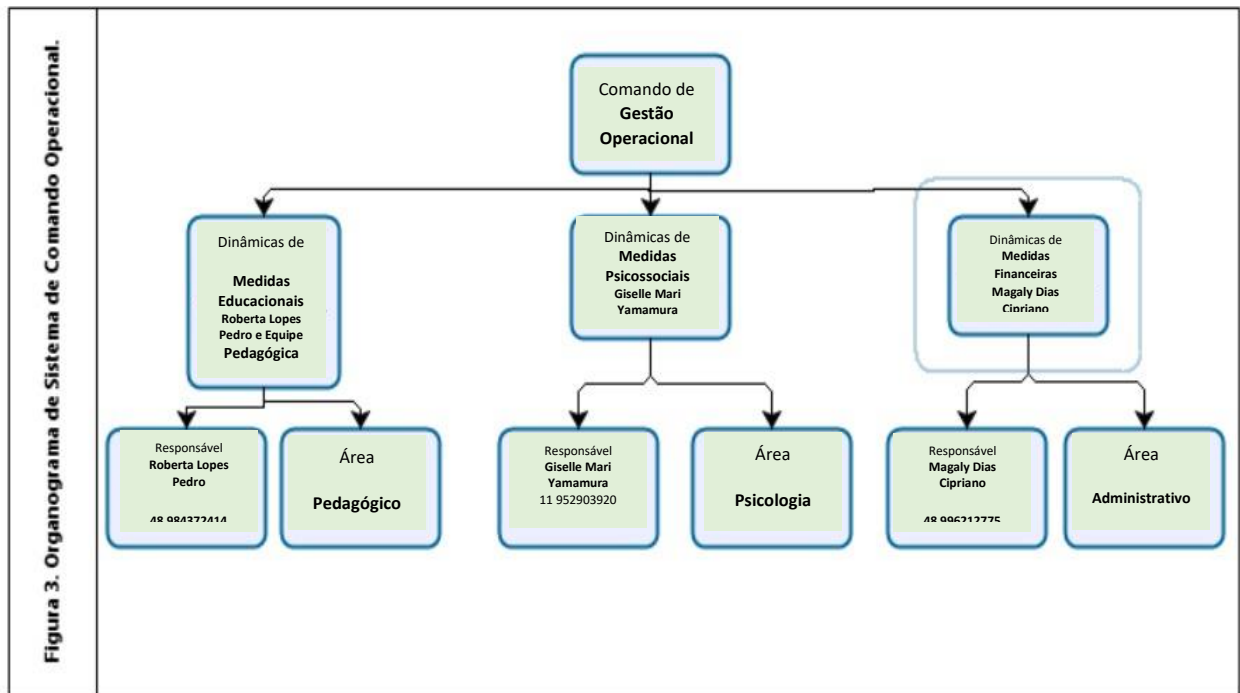 Figura 3. Organograma de Sistema de Comando Operacional.
Comando de
Gestão
Operacional
Dinâmicas de
Medidas
Educacionais
Roberta Lopes
Pedro e Equipe
Pedagógica
Dinâmicas de
Medidas
Psicossociais
Giselle Mari
Yamamura
Dinâmicas de
Medidas
Financeiras
Magaly Dias
Cipriano
Responsável
Roberta Lopes
Pedro
48 984372414
Área
Pedagógico
Responsável
Giselle Mari
Yamamura
11 952903920
Área
Psicologia
Responsável
Magaly Dias
Cipriano
48 996212775
Área
Administrativo